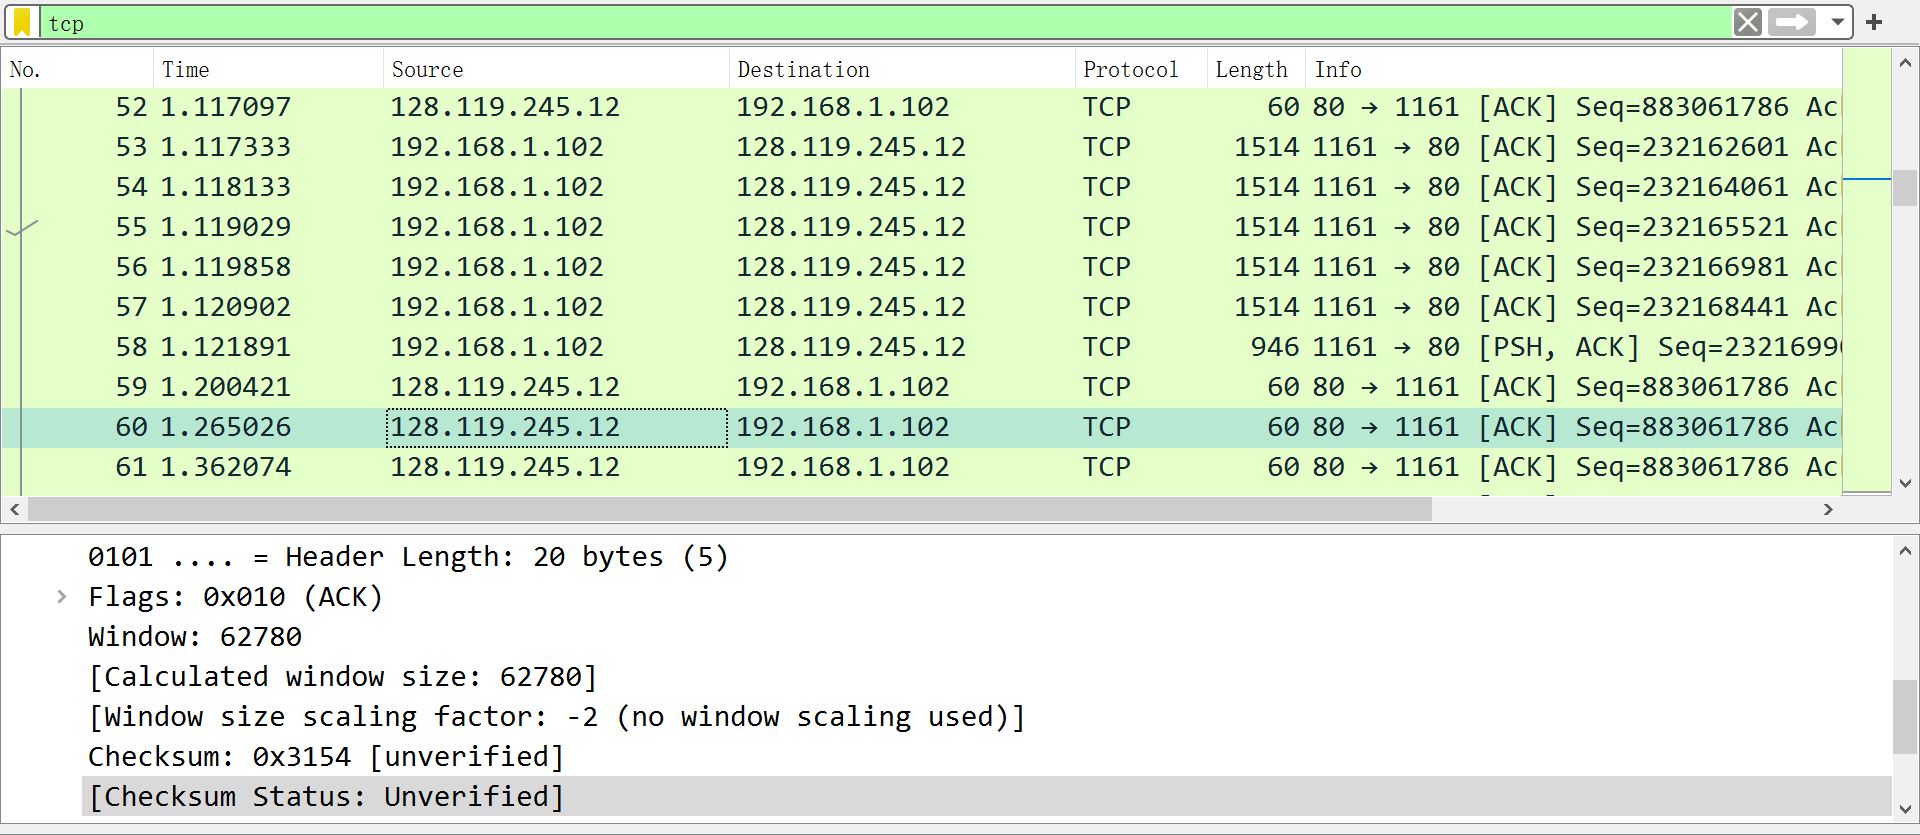 tcp
No. Time Source Destination Protocol Length Info
52 1.117097 128.119.245.12 192.168.1.102 TCP 60 80 → 1161 [ACK] Seq=883061786 Ac
53 1.117333 192.168.1.102 128.119.245.12 TCP 1514 1161 → 80 [ACK] Seq=232162601 Ac
54 1.118133 192.168.1.102 128.119.245.12 TCP 1514 1161 → 80 [ACK] Seq=232164061 Ac
55 1.119029 192.168.1.102 128.119.245.12 TCP 1514 1161 → 80 [ACK] Seq=232165521 Ac
56 1.119858 192.168.1.102 128.119.245.12 TCP 1514 1161 → 80 [ACK] Seq=232166981 Ac
57 1.120902 192.168.1.102 128.119.245.12 TCP 1514 1161 → 80 [ACK] Seq=232168441 Ac
58 1.121891 192.168.1.102 128.119.245.12 TCP 946 1161 → 80 [PSH, ACK] Seq=23216990
59 1.200421 128.119.245.12 192.168.1.102 TCP 60 80 → 1161 [ACK] Seq=883061786 Ac
60 1.265026 128.119.245.12 192.168.1.102 TCP 60 80 → 1161 [ACK] Seq=883061786 Ac
61 1.362074 128.119.245.12 192.168.1.102 TCP 60 80 → 1161 [ACK] Seq=883061786 Ac
0101 .... = Header Length: 20 bytes (5)
Flags: 0x010 (ACK)
Window: 62780
[Calculated window size: 62780]
[Window size scaling factor: -2 (no window scaling used)]
Checksum: 0x3154 [unverified]
[Checksum Status: Unverified]